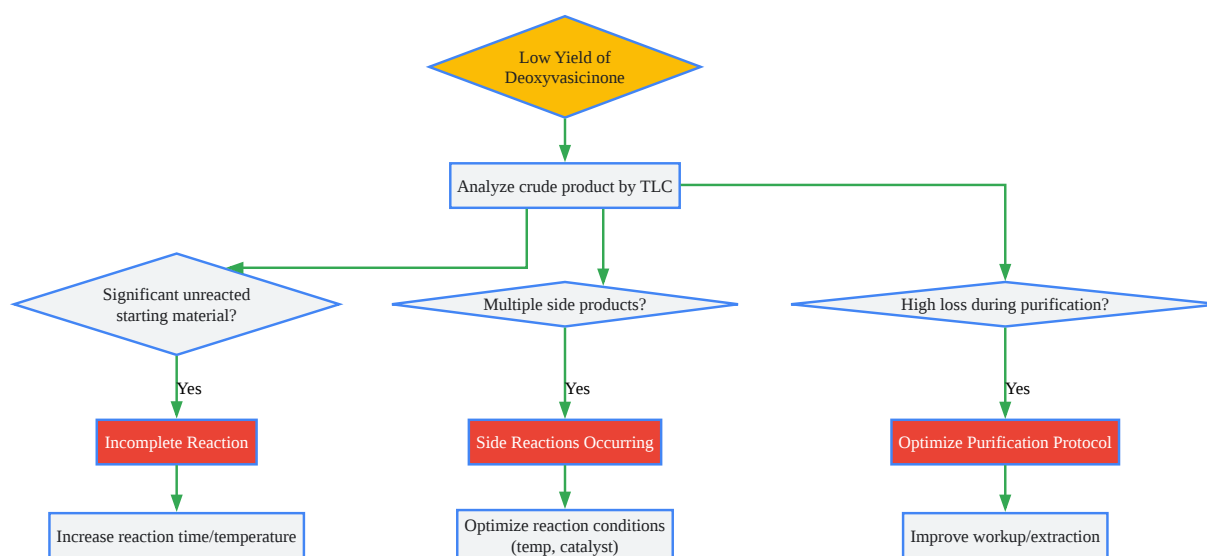 Low Yield of
Deoxyvasicinone
Analyze crude product by TLC
Significant unreacted
starting material?
Multiple side products?
High loss during purification?
Yes
Yes
Yes
Incomplete Reaction
Side Reactions Occurring
Optimize Purification Protocol
Increase reaction time/temperature
Optimize reaction conditions
(temp, catalyst)
Improve workup/extraction